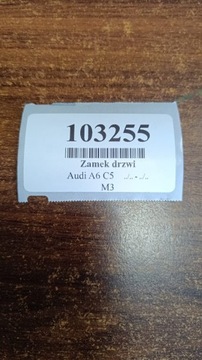 103255
Zamek drzwi
Audi A6 C5 ./. - ./.
M3